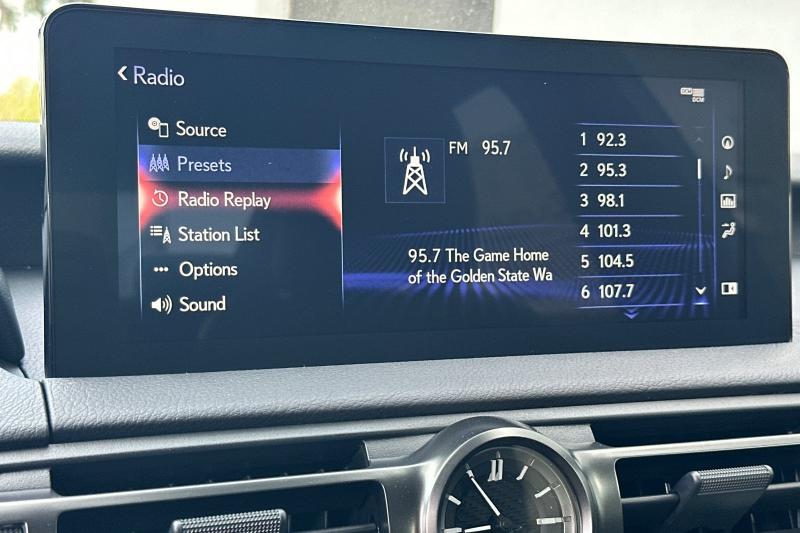 Radio
DCM
DCM
Source
Presets
Radio Replay
Station List
Options
Sound
FM 95.7
95.7 The Game Home
of the Golden State Wa
1 92.3
2 95.3
3 98.1
4 101.3
5 104.5
6 107.7